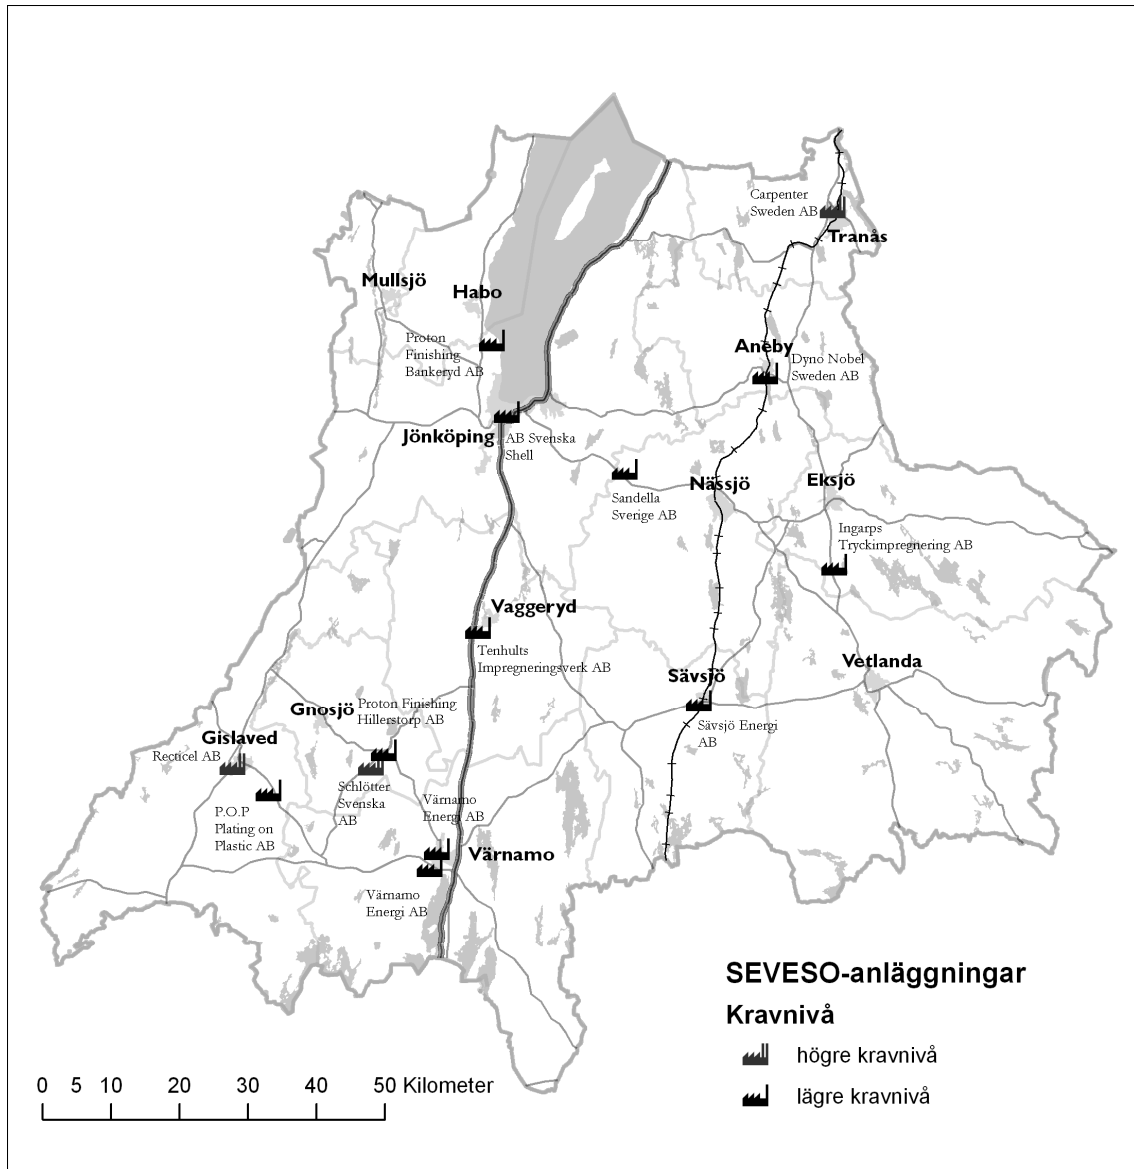 Carpenter
Sweden AB
Tranås
Mullsjö
Habo
Proton
Finishing
Bankeryd AB
Aneby
Dyno Nobel
Sweden AB
Jönköping
AB Svenska
Shell
Sandella
Sverige AB
Nässjö
Eksjö
Ingarps
Tryckimpregnering AB
Vaggeryd
Tenhults
Impregneringsverk AB
Vetlanda
Sävsjö
Sävsjö Energi
AB
Gnosjö
Proton Finishing
Hillerstorp AB
Gislaved
Recticel AB
Schlötter
Svenska
AB
P.O.P
Plating on
Plastic AB
Värnamo
Energi AB
Värnamo
Värnamo
Energi AB
SEVESO-anläggningar
Kravnivå
högre kravnivå
lägre kravnivå
0 5 10 20 30 40 50 Kilometer